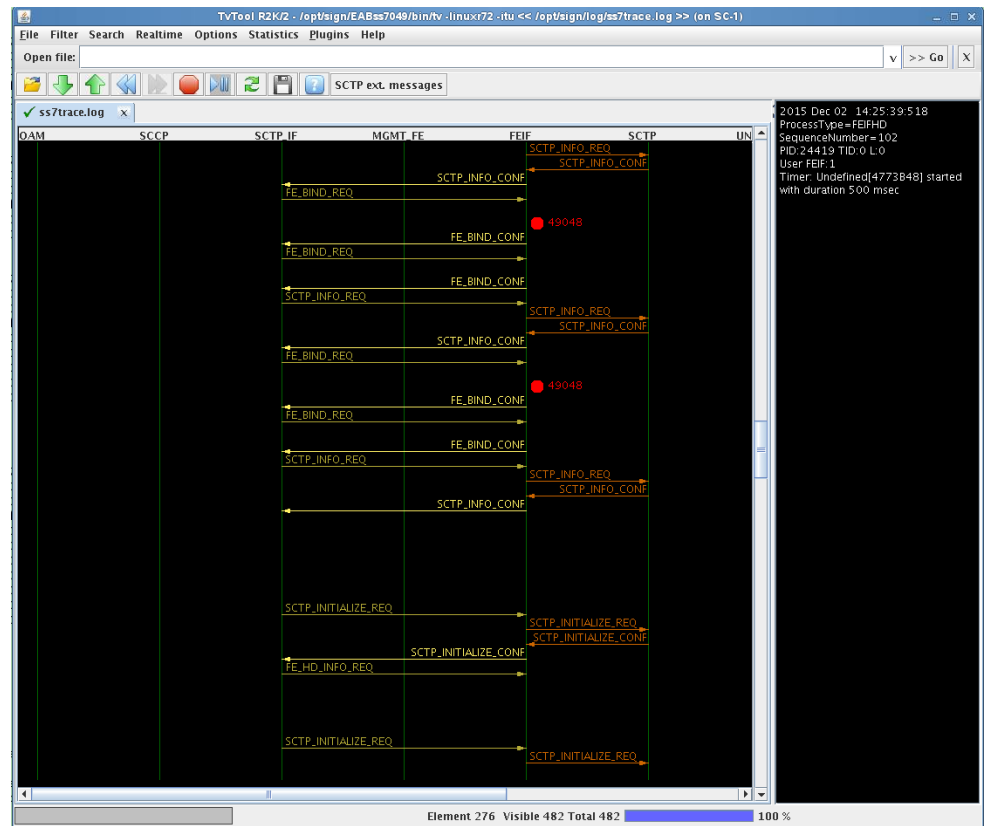 TvTool R2K/2 - /opt/sign/EABss7049/bin/tv -linuxr72 -itu << /opt/sign/log/ss7trace.log >> (on SC-1)
File Filter Search Realtime Options Statistics Plugins Help
Open file: v >> Go X
SCTP ext. messages
ss7trace.log x
OAM SCCP SCTP_IF MGMT_FE FEIF SCTP UN
SCTP_INFO_REQ
SCTP_INFO_CONF
SCTP_INFO_CONF
FE_BIND_REQ
49048
FE_BIND_CONF
FE_BIND_REQ
FE_BIND_CONF
SCTP_INFO_REQ
SCTP_INFO_REQ
SCTP_INFO_CONF
SCTP_INFO_CONF
FE_BIND_REQ
49048
FE_BIND_CONF
FE_BIND_REQ
FE_BIND_CONF
SCTP_INFO_REQ
SCTP_INFO_REQ
SCTP_INFO_CONF
SCTP_INFO_CONF
SCTP_INITIALIZE_REQ
SCTP_INITIALIZE_REQ
SCTP_INITIALIZE_CONF
SCTP_INITIALIZE_CONF
FE_HD_INFO_REQ
SCTP_INITIALIZE_REQ
SCTP_INITIALIZE_REQ
2015 Dec 02 14:25:39:518
ProcessType=FEIFHD
SequenceNumber=102
PID:24419 TID:0 L:0
User FEIF:1
Timer: Undefined[4773848] started
with duration 500 msec
Element 276 Visible 482 Total 482 100 %